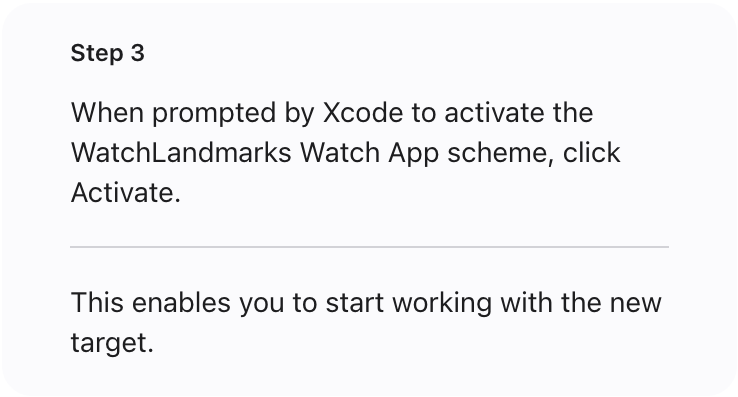 Step 3
When prompted by Xcode to activate the
WatchLandmarks Watch App scheme, click
Activate.
This enables you to start working with the new
target.